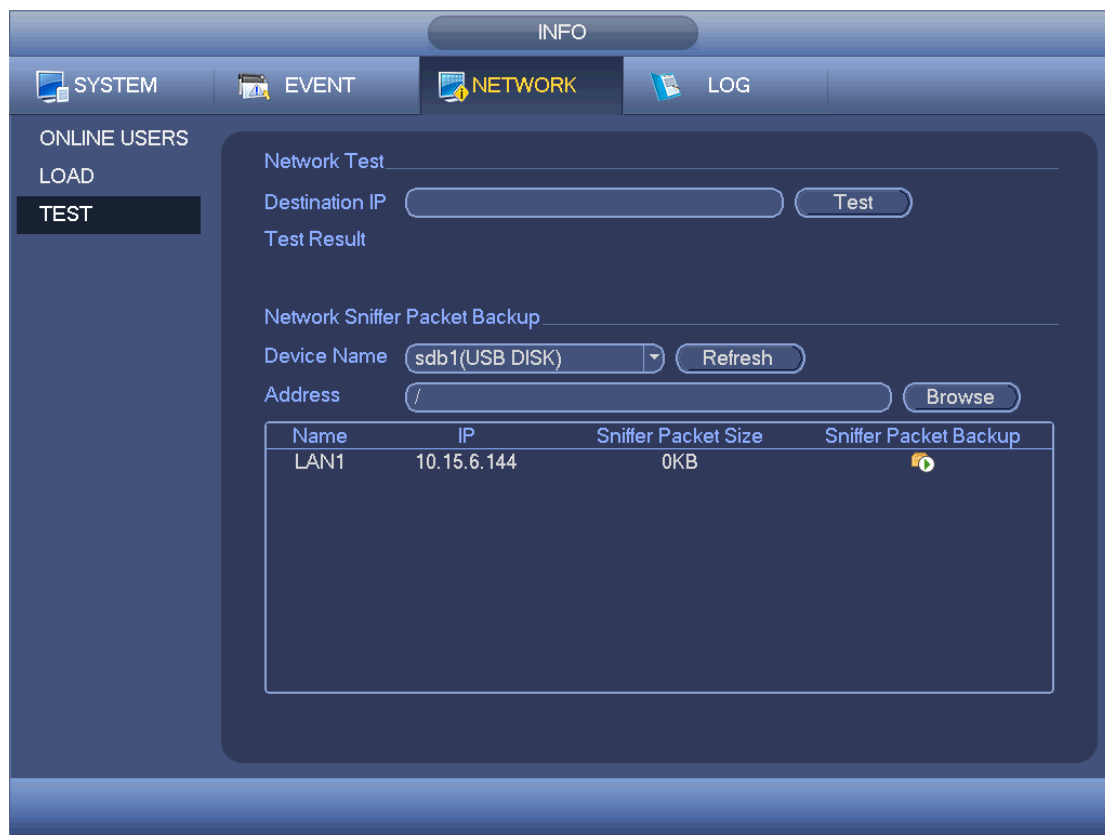 INFO
SYSTEM EVENT NETWORK LOG
ONLINE USERS
LOAD
TEST
Network Test
Destination IP Test
Test Result
Network Sniffer Packet Backup
Device Name sdb1(USB DISK) Refresh
Address / Browse
Name IP Sniffer Packet Size Sniffer Packet Backup
LAN1 10.15.6.144 0KB